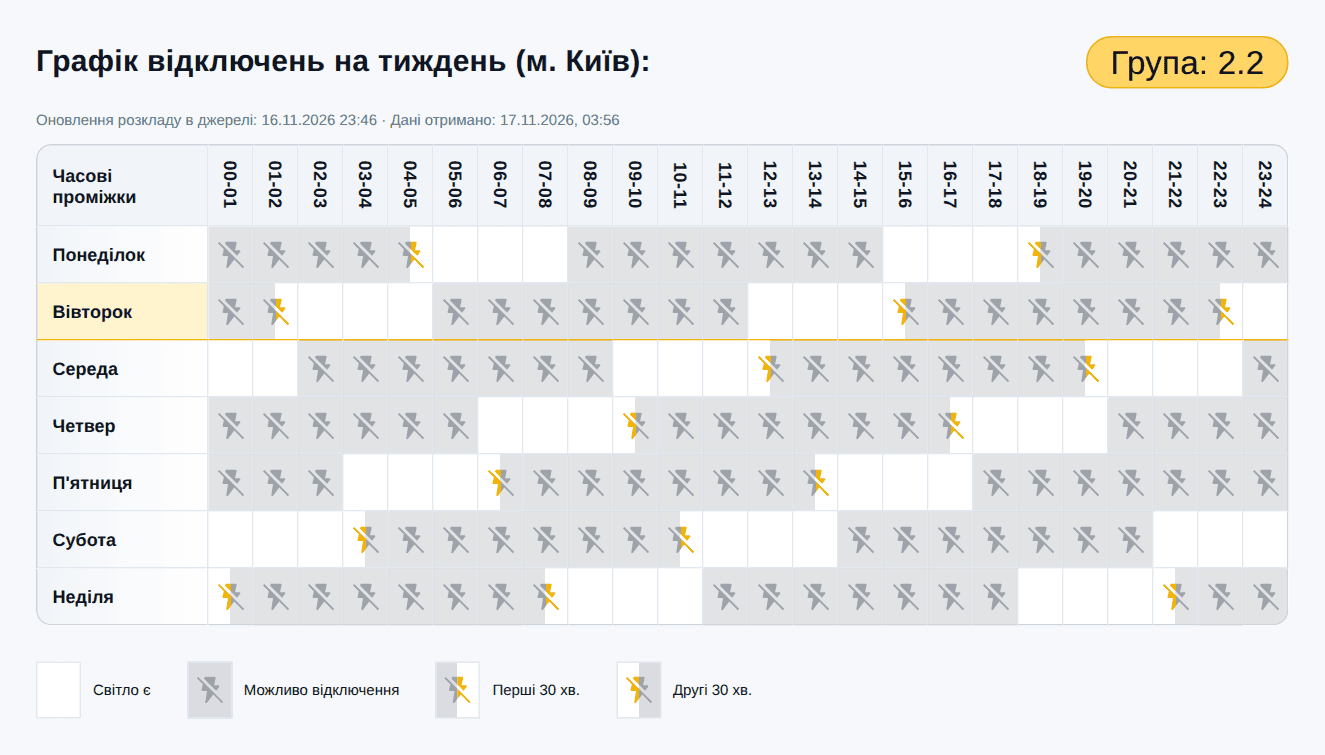 Графік відключень на тиждень (м. Київ):
Група: 2.2
Оновлення розкладу в джерелі: 16.11.2026 23:46 · Дані отримано: 17.11.2026, 03:56
Часові
проміжки
00-01
01-02
02-03
03-04
04-05
05-06
06-07
07-08
08-09
09-10
10-11
11-12
12-13
13-14
14-15
15-16
16-17
17-18
18-19
19-20
20-21
21-22
22-23
23-24
Понеділок
Вівторок
Середа
Четвер
П'ятниця
Субота
Неділя
Світло є
Можливо відключення
Перші 30 хв.
Другі 30 хв.